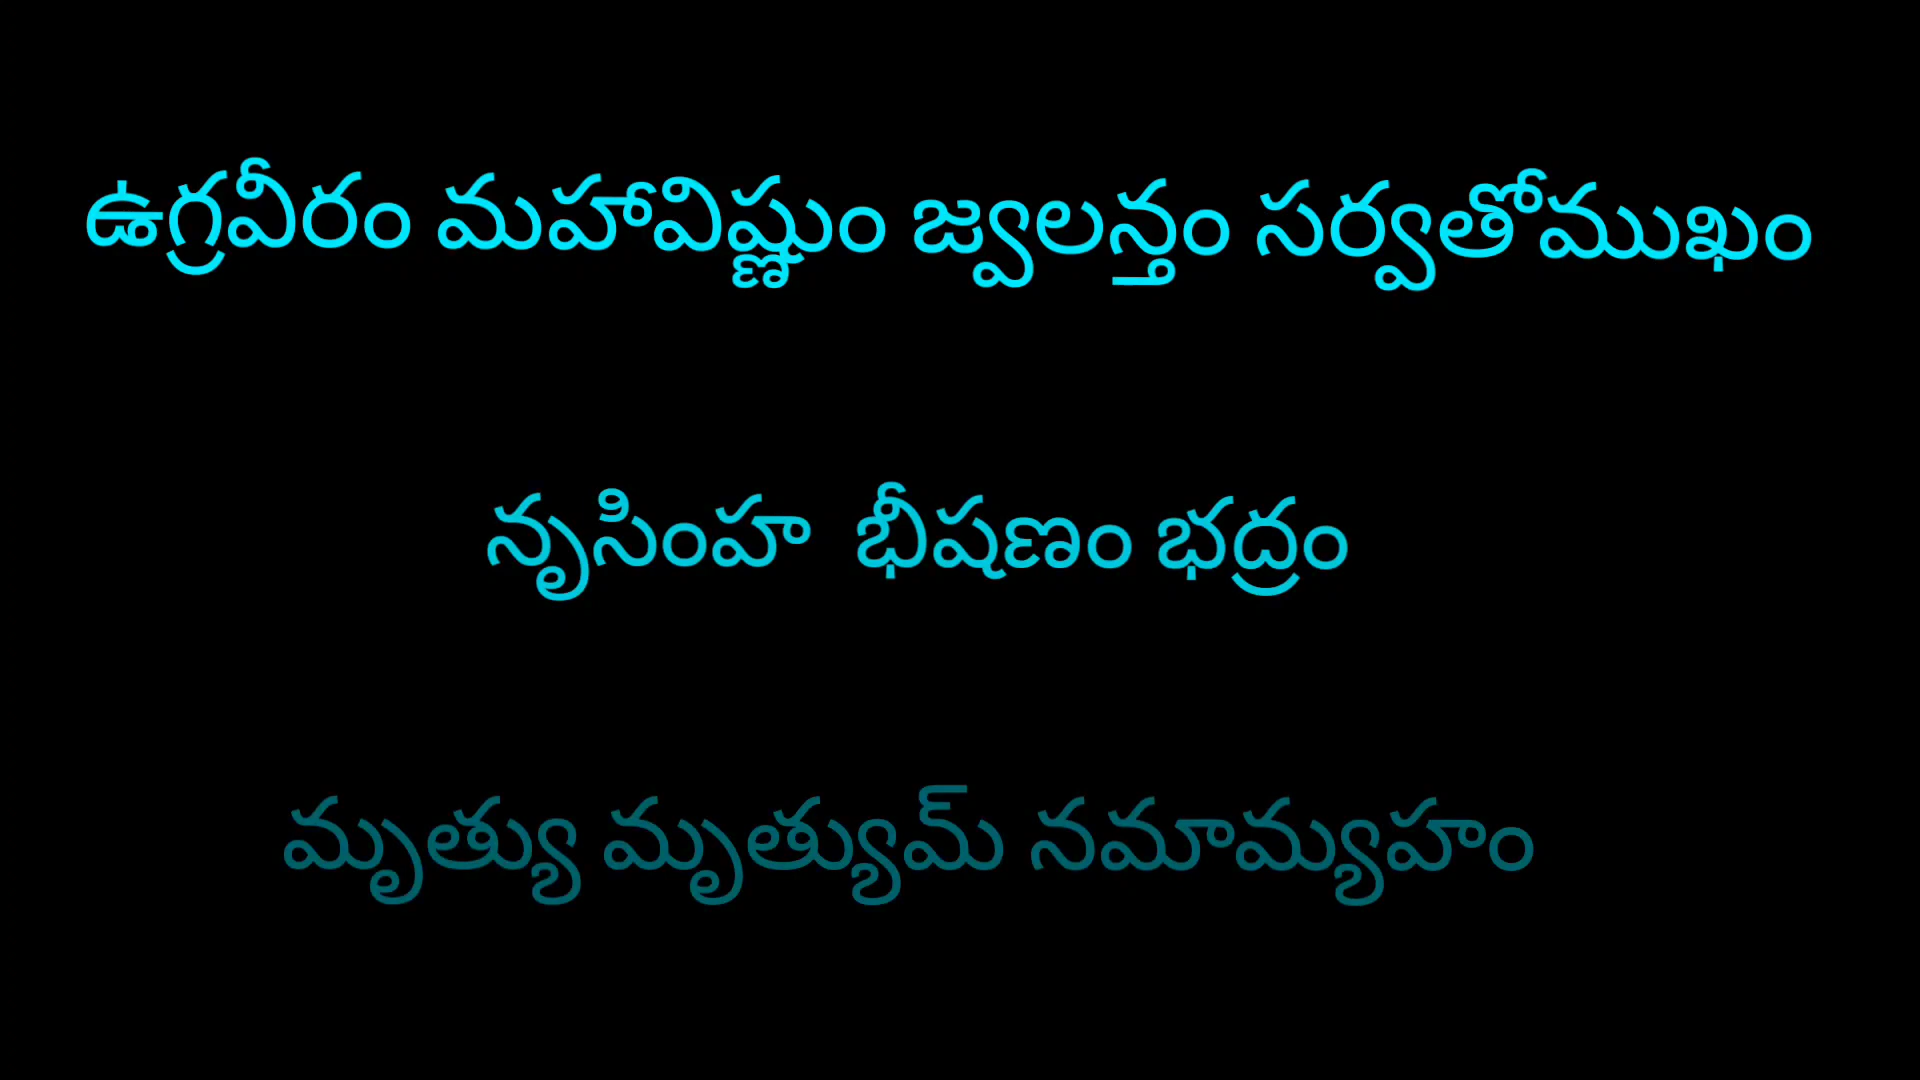 ఉగ్రవీరం మహావిష్ణుం జ్వలన్తం సర్వతోముఖం
నృసింహ భీషణం భద్రం
మృత్యు మృత్యుమ్ నమామ్యహం